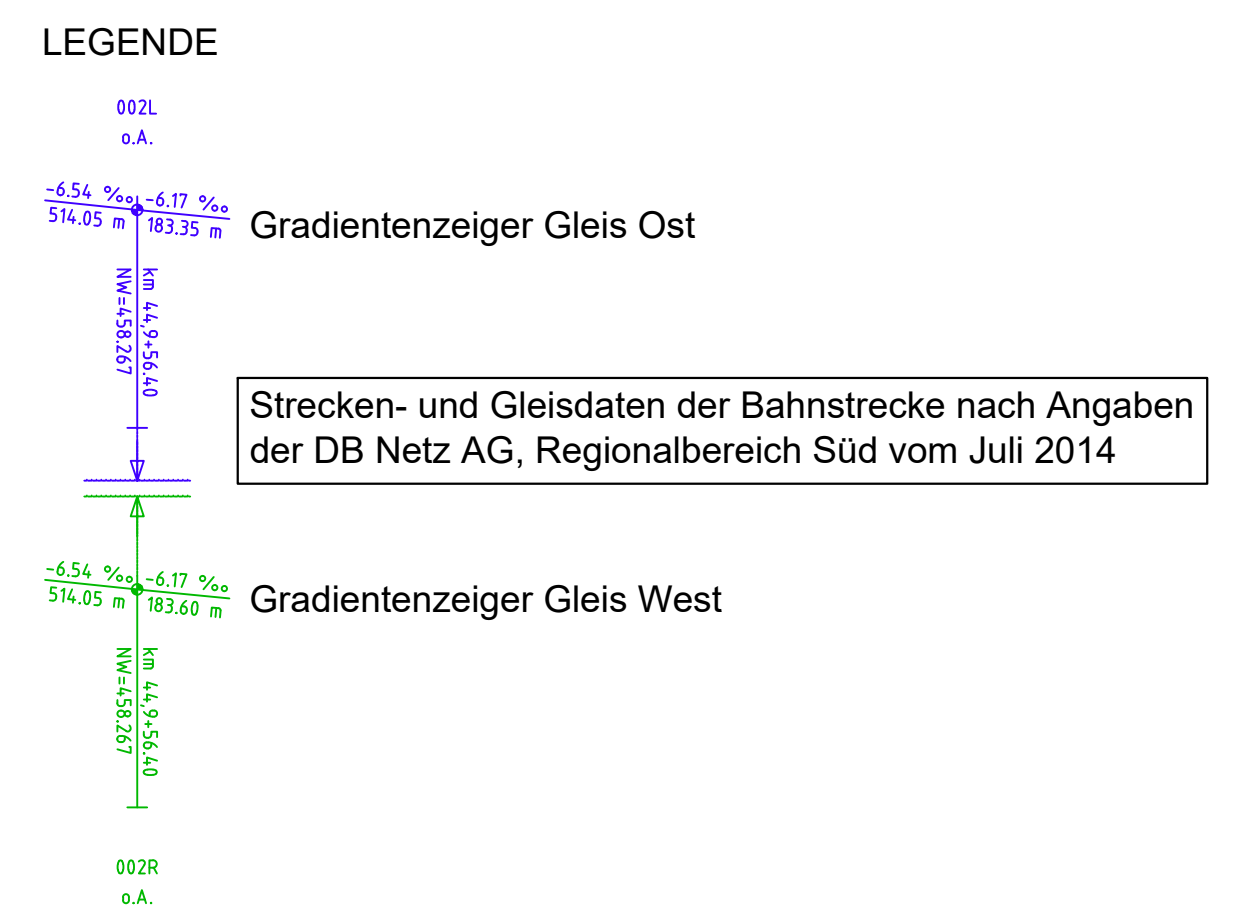 LEGENDE
002L
o.A.
-6.54 ‰ -6.17 ‰
514.05 m 183.35 m
Gradientenzeiger Gleis Ost
km 44,9+56.40
NW=458.267
Strecken- und Gleisdaten der Bahnstrecke nach Angaben
der DB Netz AG, Regionalbereich Süd vom Juli 2014
-6.54 ‰ -6.17 ‰
514.05 m 183.60 m
Gradientenzeiger Gleis West
km 44,9+56.40
NW=458.267
002R
o.A.